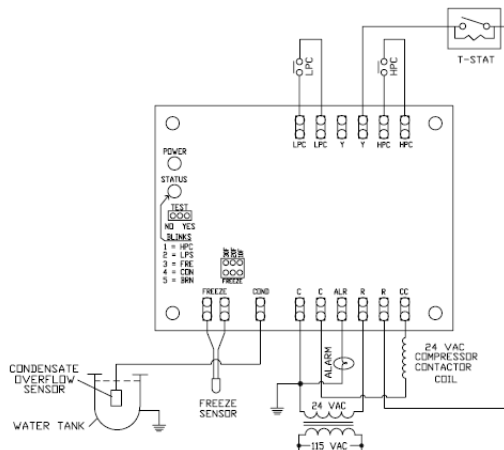 T-STAT
LPC
HPC
LPC LPC Y Y HPC HPC
POWER
STATUS
TEST
NO YES
BLINKS
1 = HPC
2 = LPS
3 = FRE
4 = CON
5 = BRN
FREEZE
FREEZE COND C C ALR R R CC
ALARM
24 VAC
COMPRESSOR
CONTACTOR
COIL
CONDENSATE
OVERFLOW
SENSOR
WATER TANK
FREEZE
SENSOR
24 VAC
115 VAC